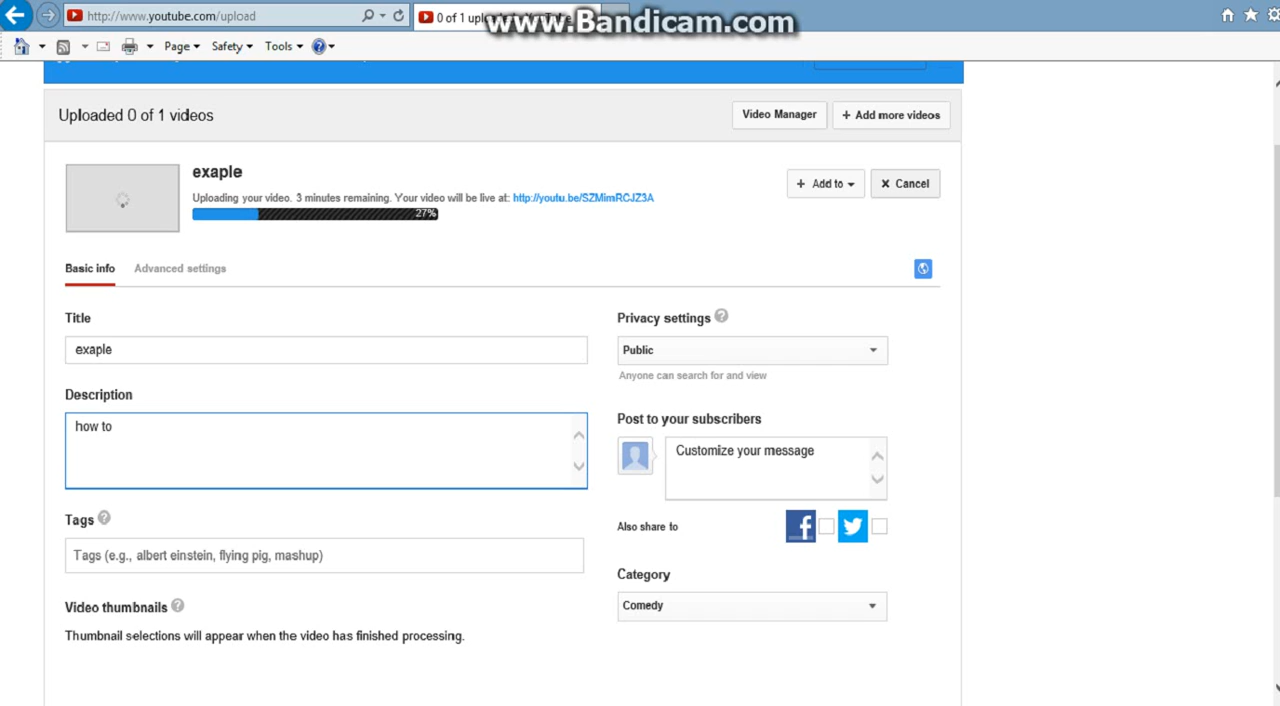 http://www.youtube.com/upload
0 of 1 uplo
www.Bandicam.com
Page
Safety
Tools
Uploaded 0 of 1 videos
Video Manager
+ Add more videos
exaple
Uploading your video. 3 minutes remaining. Your video will be live at: http://youtu.be/SZMimRCJZ3A
27%
+ Add to
x Cancel
Basic info
Advanced settings
Title
exaple
Description
how to
Tags
Tags (e.g., albert einstein, flying pig, mashup)
Video thumbnails
Thumbnail selections will appear when the video has finished processing.
Privacy settings
Public
Anyone can search for and view
Post to your subscribers
Customize your message
Also share to
Category
Comedy